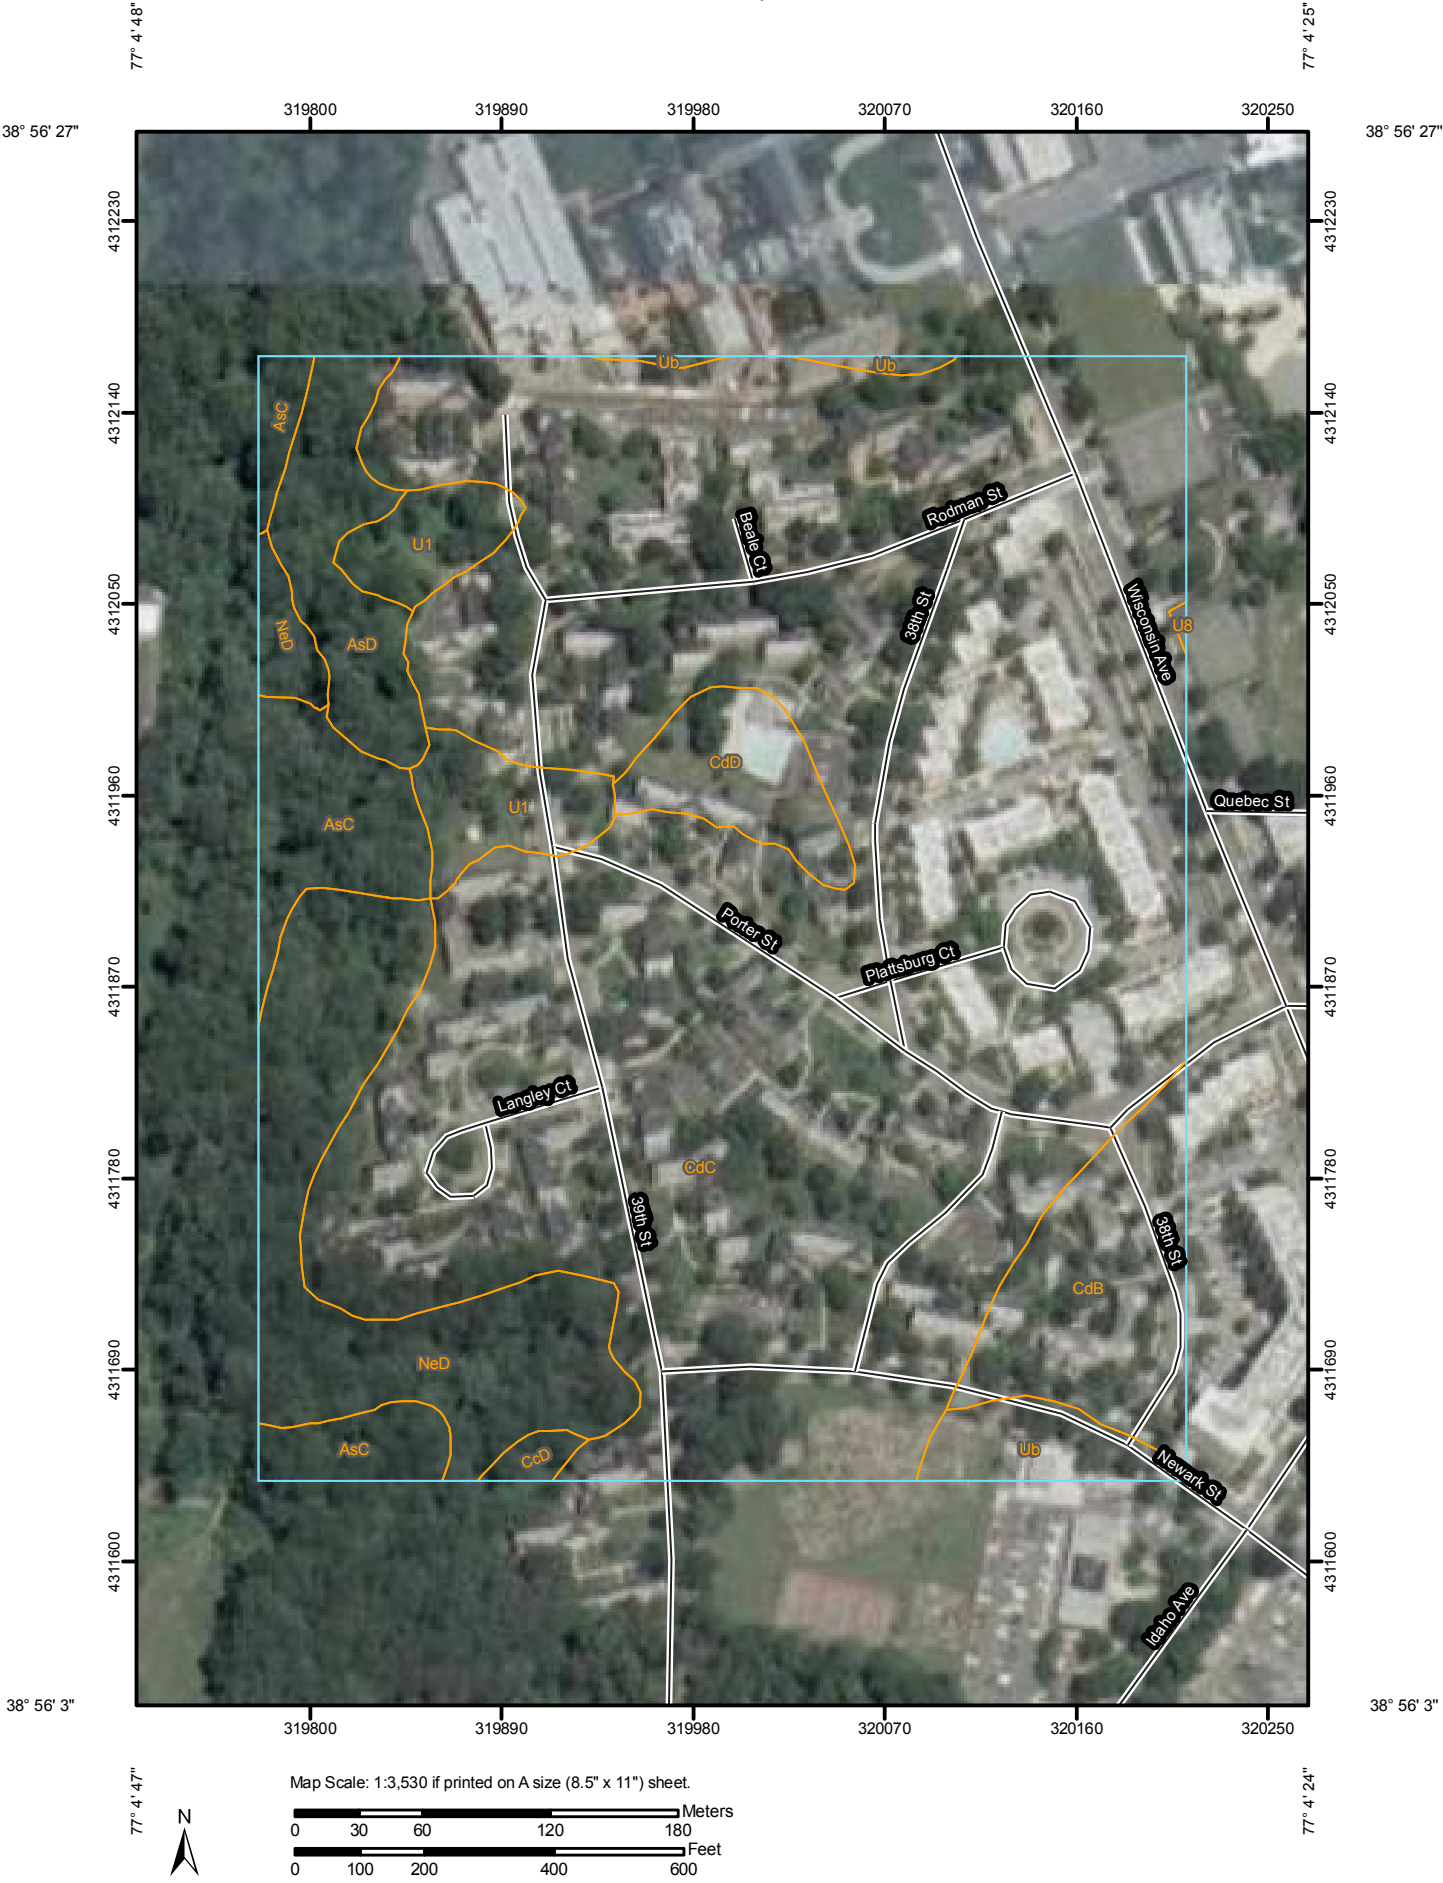 77° 4' 48"
77° 4' 25"
319800
319890
319980
320070
320160
320250
38° 56' 27"
38° 56' 27"
4312230
4312230
Ub
Ub
AsC
4312140
4312140
Rodman St
Beale Ct
U1
4312050
4312050
38th St
Wisconsin Ave
U8
NeD
AsD
CdD
4311960
4311960
Quebec St
U1
AsC
Porter St
Plattsburg Ct
4311870
4311870
Langley Ct
CdC
4311780
4311780
39th St
38th St
CdB
4311690
4311690
NeD
AsC
CcD
Ub
Newark St
4311600
4311600
Idaho Ave
38° 56' 3"
38° 56' 3"
319800
319890
319980
320070
320160
320250
77° 4' 47"
77° 4' 24"
Map Scale: 1:3,530 if printed on A size (8.5" x 11") sheet.
N
Meters
0 30 60 120 180
Feet
0 100 200 400 600